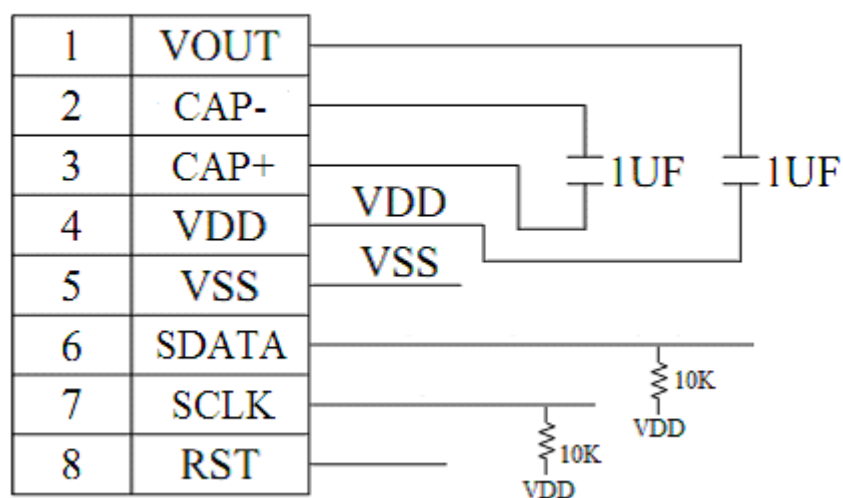 1 VOUT
2 CAP-
3 CAP+
1UF 1UF
4 VDD VDD
5 VSS VSS
6 SDATA
10K
VDD
7 SCLK
10K
VDD
8 RST